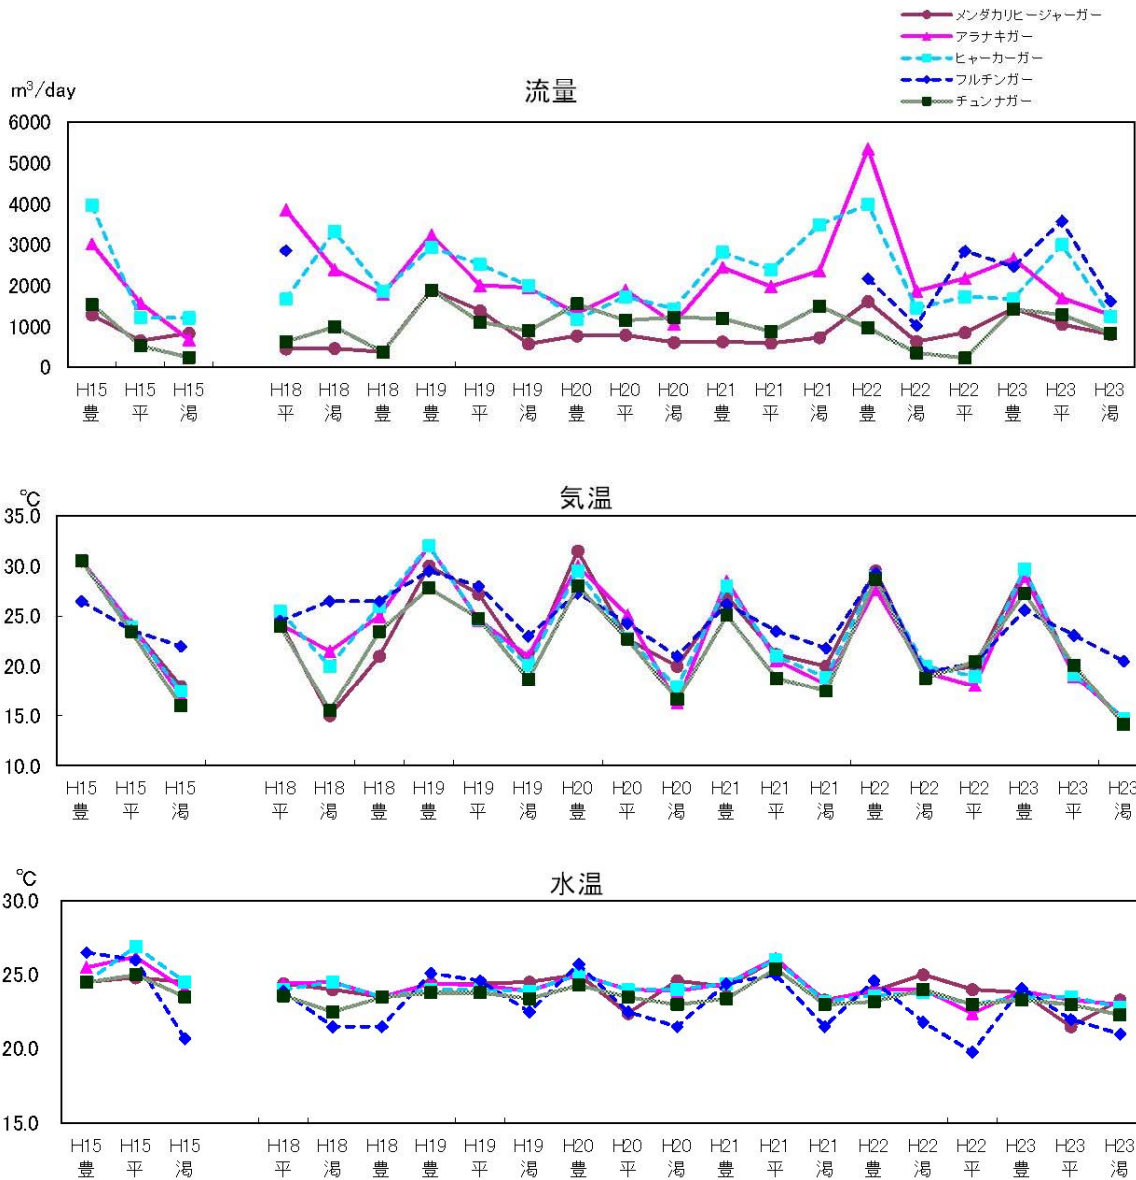 メンダカリヒージャーガー
アラナキガー
ヒャーカーガー
フルチンガー
チュンナガー
m³/day
流量
6000
5000
4000
3000
2000
1000
0
H15 H15 H15 H18 H18 H18 H19 H19 H19 H20 H20 H20 H21 H21 H21 H22 H22 H22 H23 H23 H23
豊 平 渇 平 渇 豊 豊 平 渇 豊 平 渇 豊 平 渇 豊 渇 平 豊 平 渇
℃
気温
35.0
30.0
25.0
20.0
15.0
10.0
H15 H15 H15 H18 H18 H18 H19 H19 H19 H20 H20 H20 H21 H21 H21 H22 H22 H22 H23 H23 H23
豊 平 渇 平 渇 豊 豊 平 渇 豊 平 渇 豊 平 渇 豊 渇 平 豊 平 渇
℃
水温
30.0
25.0
20.0
15.0
H15 H15 H15 H18 H18 H18 H19 H19 H19 H20 H20 H20 H21 H21 H21 H22 H22 H22 H23 H23 H23
豊 平 渇 平 渇 豊 豊 平 渇 豊 平 渇 豊 平 渇 豊 渇 平 豊 平 渇